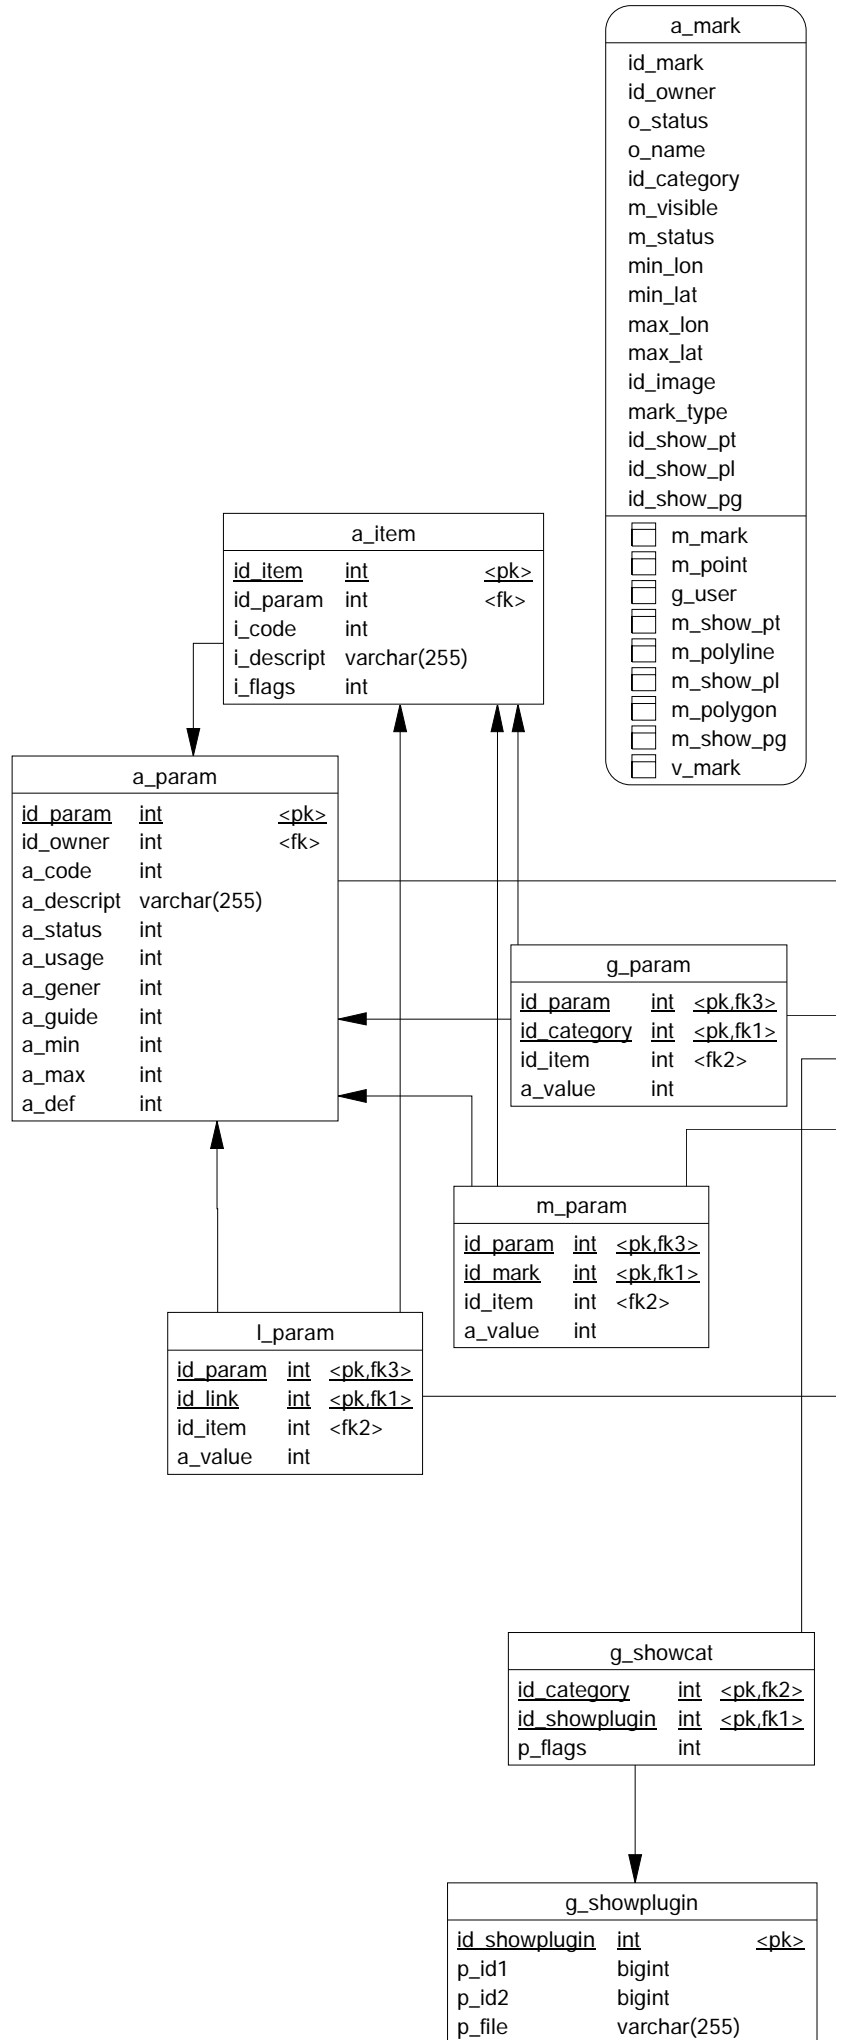 a_mark
id_mark
id_owner
o_status
o_name
id_category
m_visible
m_status
min_lon
min_lat
max_lon
max_lat
id_image
mark_type
id_show_pt
id_show_pl
id_show_pg
m_mark
m_point
g_user
m_show_pt
m_polyline
m_show_pl
m_polygon
m_show_pg
v_mark
a_item
id_item int <pk>
id_param int <fk>
i_code int
i_descript varchar(255)
i_flags int
a_param
id_param int <pk>
id_owner int <fk>
a_code int
a_descript varchar(255)
a_status int
a_usage int
a_gener int
a_guide int
a_min int
a_max int
a_def int
g_param
id_param int <pk,fk3>
id_category int <pk,fk1>
id_item int <fk2>
a_value int
m_param
id_param int <pk,fk3>
id_mark int <pk,fk1>
id_item int <fk2>
a_value int
l_param
id_param int <pk,fk3>
id_link int <pk,fk1>
id_item int <fk2>
a_value int
g_showcat
id_category int <pk,fk2>
id_showplugin int <pk,fk1>
p_flags int
g_showplugin
id_showplugin int <pk>
p_id1 bigint
p_id2 bigint
p_file varchar(255)